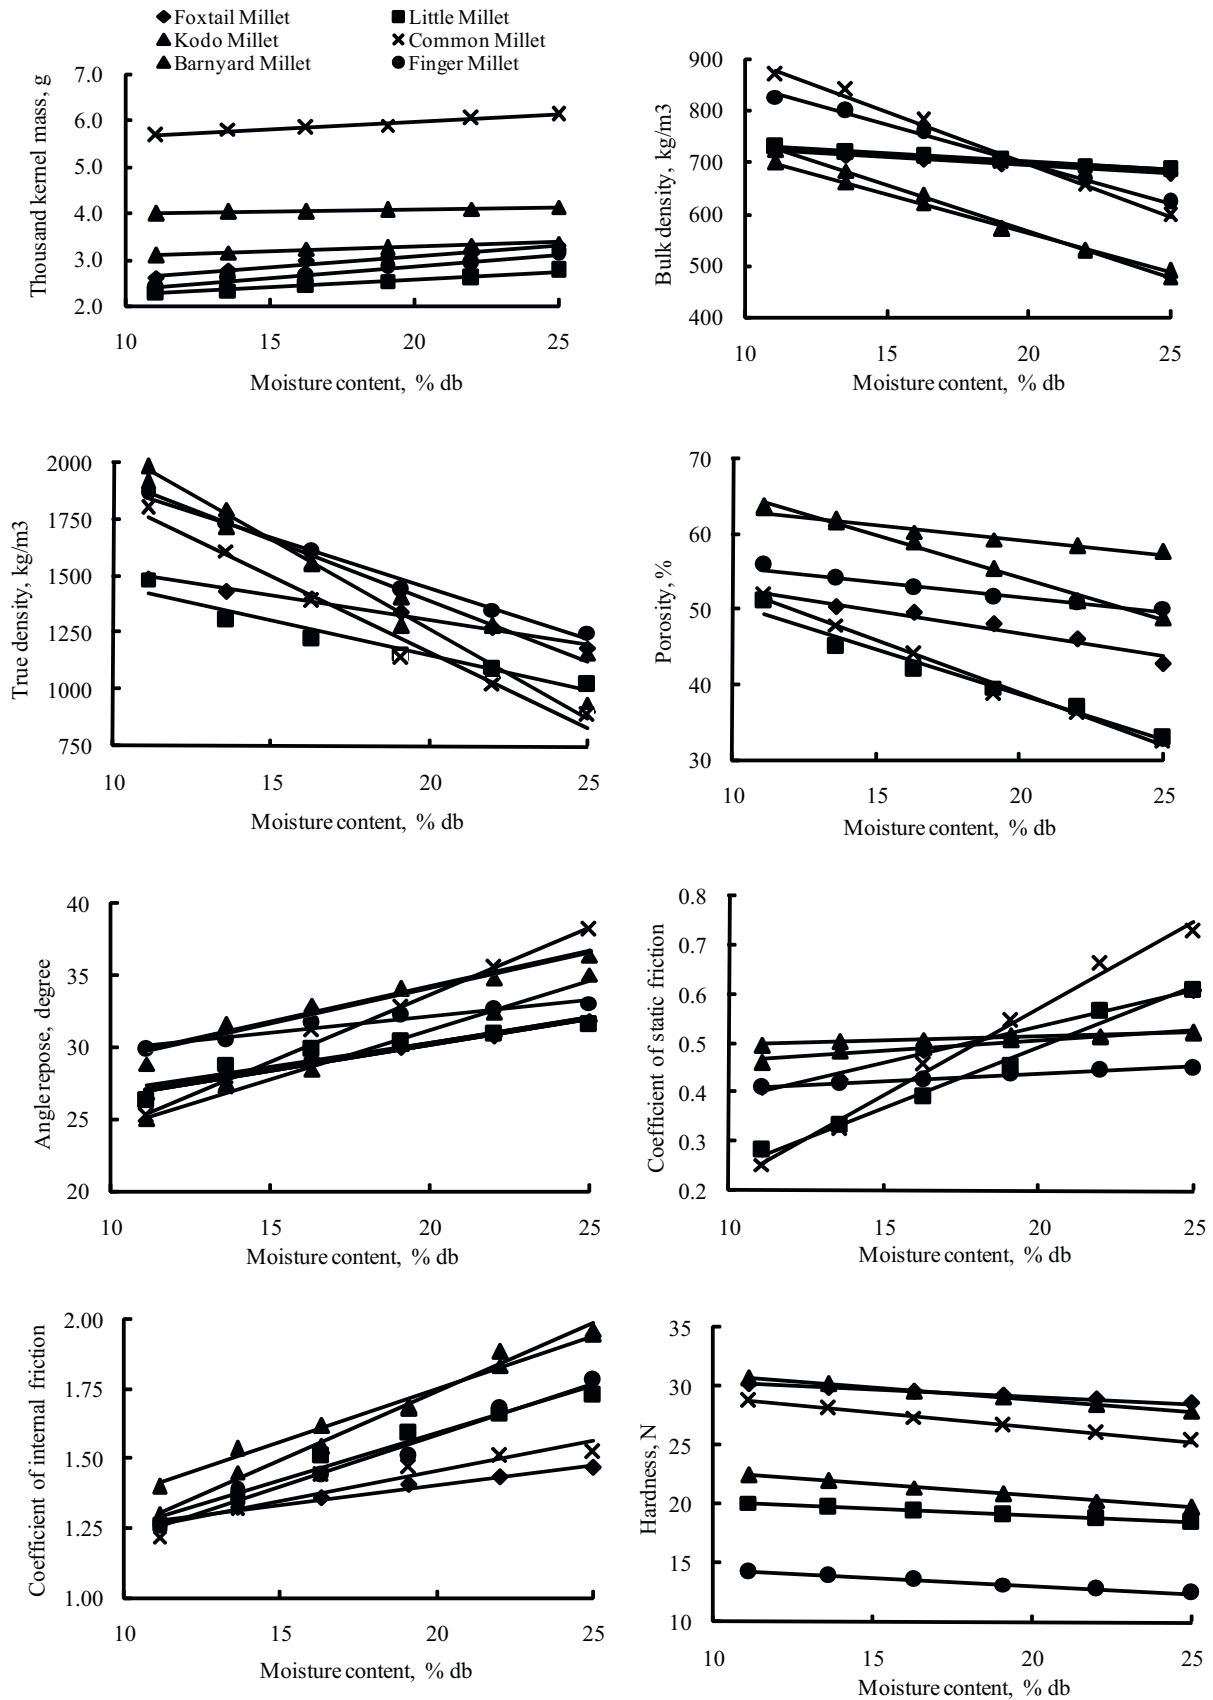 Foxtail Millet
Little Millet
Kodo Millet
Common Millet
Barnyard Millet
Finger Millet
Thousand kernel mass, g
7.0
6.0
5.0
4.0
3.0
2.0
10 15 20 25
Moisture content, % db
Bulk density, kg/m3
900
800
700
600
500
400
10 15 20 25
Moisture content, % db
True density, kg/m3
2000
1750
1500
1250
1000
750
10 15 20 25
Moisture content, % db
Porosity, %
70
60
50
40
30
10 15 20 25
Moisture content, % db
Angle repose, degree
40
35
30
25
20
10 15 20 25
Moisture content, % db
Coefficient of static friction
0.8
0.7
0.6
0.5
0.4
0.3
0.2
10 15 20 25
Moisture content, % db
Coefficient of internal friction
2.00
1.75
1.50
1.25
1.00
10 15 20 25
Moisture content, % db
Hardness, N
35
30
25
20
15
10
10 15 20 25
Moisture content, % db